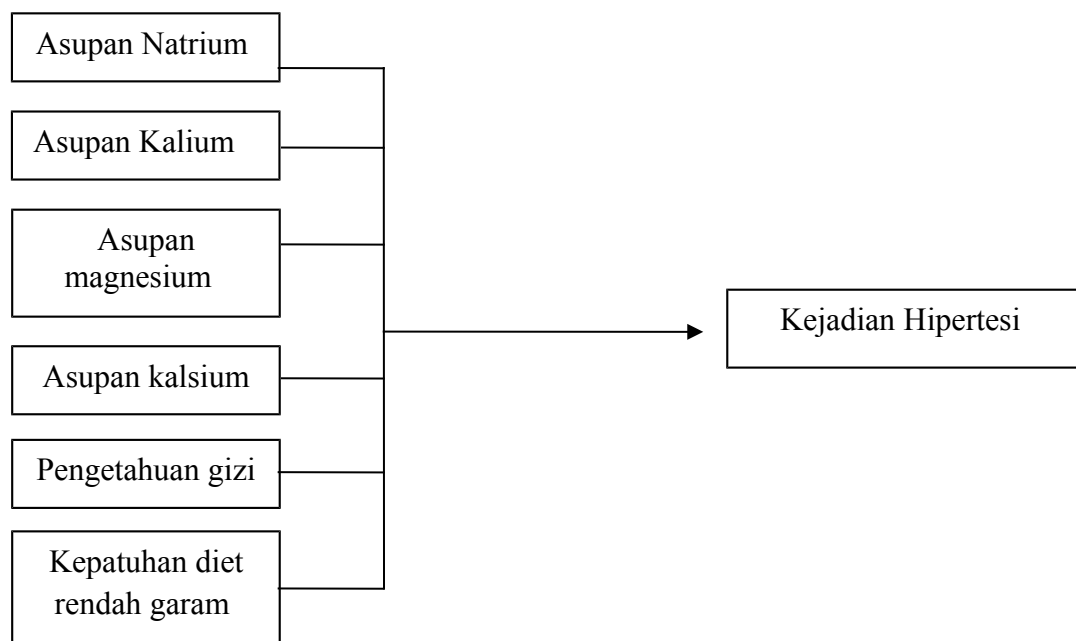 Asupan Natrium
Asupan Kalium
Asupan
magnesium
Kejadian Hipertesi
Asupan kalsium
Pengetahuan gizi
Kepatuhan diet
rendah garam